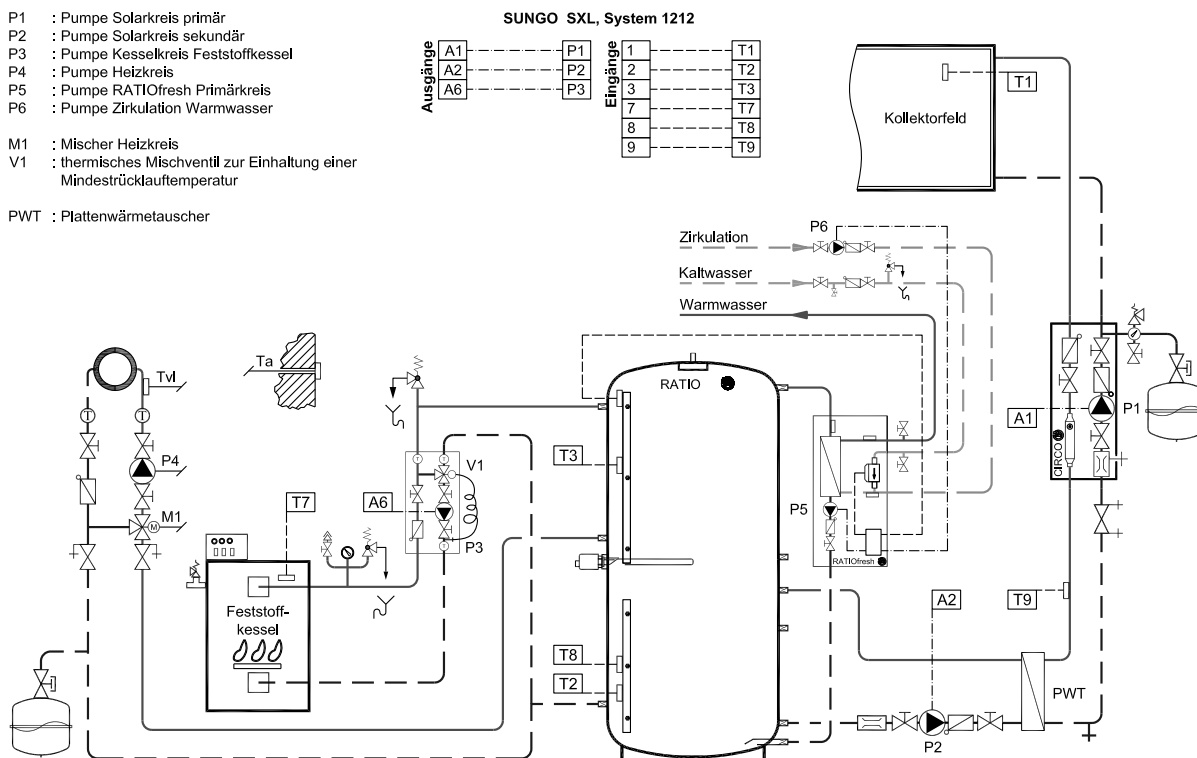 P1 : Pumpe Solarkreis primär
P2 : Pumpe Solarkreis sekundär
P3 : Pumpe Kesselkreis Feststoffkessel
P4 : Pumpe Heizkreis
P5 : Pumpe RATIOfresh Primärkreis
P6 : Pumpe Zirkulation Warmwasser
M1 : Mischer Heizkreis
V1 : thermisches Mischventil zur Einhaltung einer
Mindestrücklauftemperatur
PWT : Plattenwärmetauscher
SUNGO SXL, System 1212
Ausgänge
A1 P1
A2 P2
A6 P3
Eingänge
1 T1
2 T2
3 T3
7 T7
8 T8
9 T9
T1
Kollektorfeld
P6
Zirkulation
Kaltwasser
Warmwasser
Ta
Tvl
T
T
P4
M1
M
T7
A6
T
T
V1
P3
T
Feststoff-
kessel
RATIO
T3
T8
T2
P5
RATIOfresh
A1
P1
CIRCO
A2
T9
PWT
P2